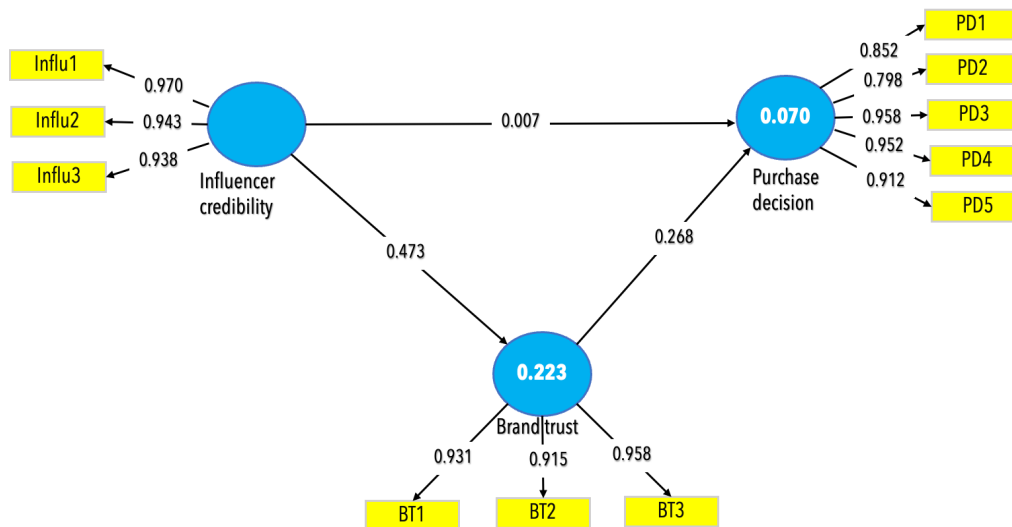 PD1
0.852
Influ1
0.970
0.798
PD2
Influ2
0.943
0.007
0.070
0.958
PD3
0.938
0.952
PD4
Influ3
Influencer
credibility
Purchase
decision
0.912
PD5
0.473
0.268
0.223
Brand trust
0.931
0.915
0.958
BT1
BT2
BT3